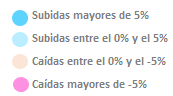 Subidas mayores de 5%
Subidas entre el 0% y el 5%
Caídas entre el 0% y el -5%
Caídas mayores de -5%